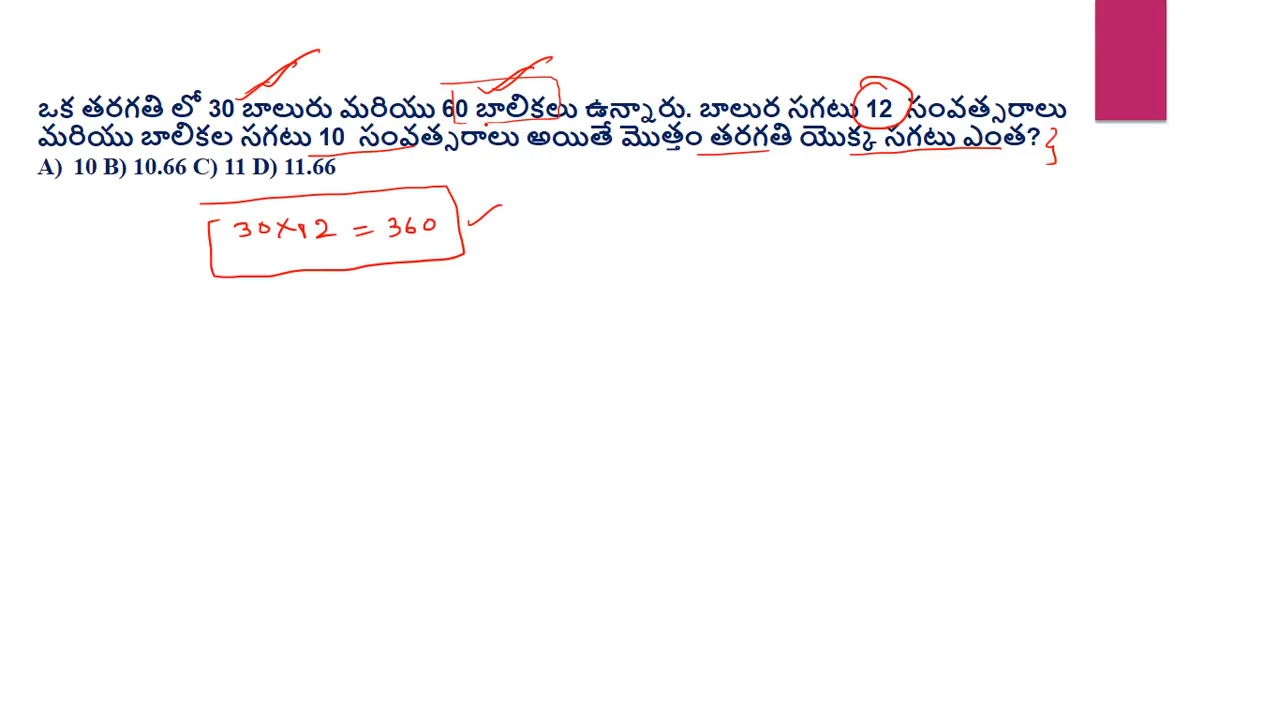 ఒక తరగతి లో 30 బాలురు మరియు 60 బాలికలు ఉన్నారు. బాలుర సగటు 12 సంవత్సరాలు
మరియు బాలికల సగటు 10 సంవత్సరాలు అయితే మొత్తం తరగతి యొక్క సగటు ఎంత?
A) 10 B) 10.66 C) 11 D) 11.66
30×12 = 360